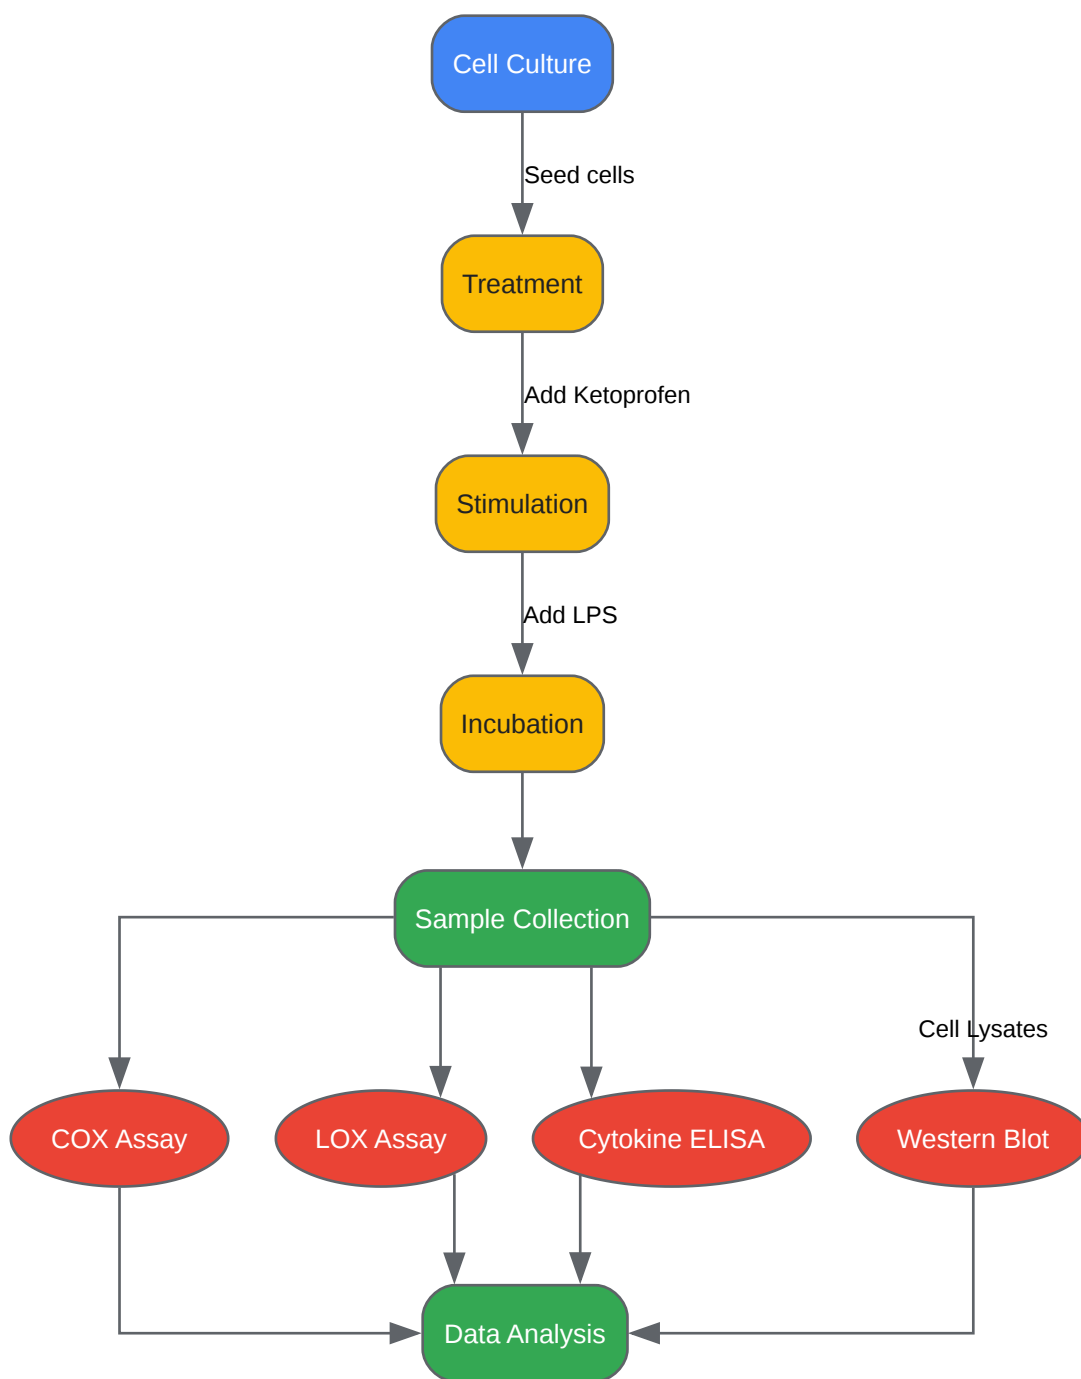 Cell Culture
Seed cells
Treatment
Add Ketoprofen
Stimulation
Add LPS
Incubation
Sample Collection
Cell Lysates
COX Assay
LOX Assay
Cytokine ELISA
Western Blot
Data Analysis